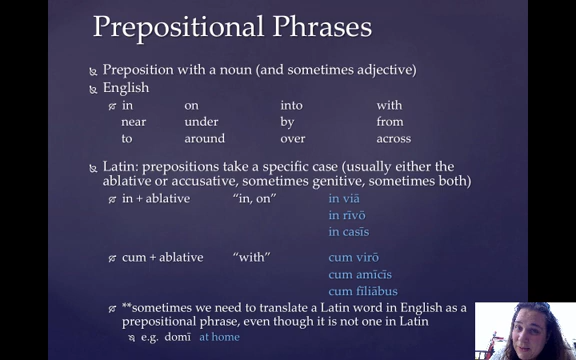 Prepositional Phrases
Preposition with a noun (and sometimes adjective)
English
in on into with
near under by from
to around over across
Latin: prepositions take a specific case (usually either the
ablative or accusative, sometimes genitive, sometimes both)
in + ablative “in, on” in viā
in rīvō
in casīs
cum + ablative “with” cum virō
cum amīcīs
cum fīliābus
**sometimes we need to translate a Latin word in English as a
prepositional phrase, even though it is not one in Latin
e.g. domī at home